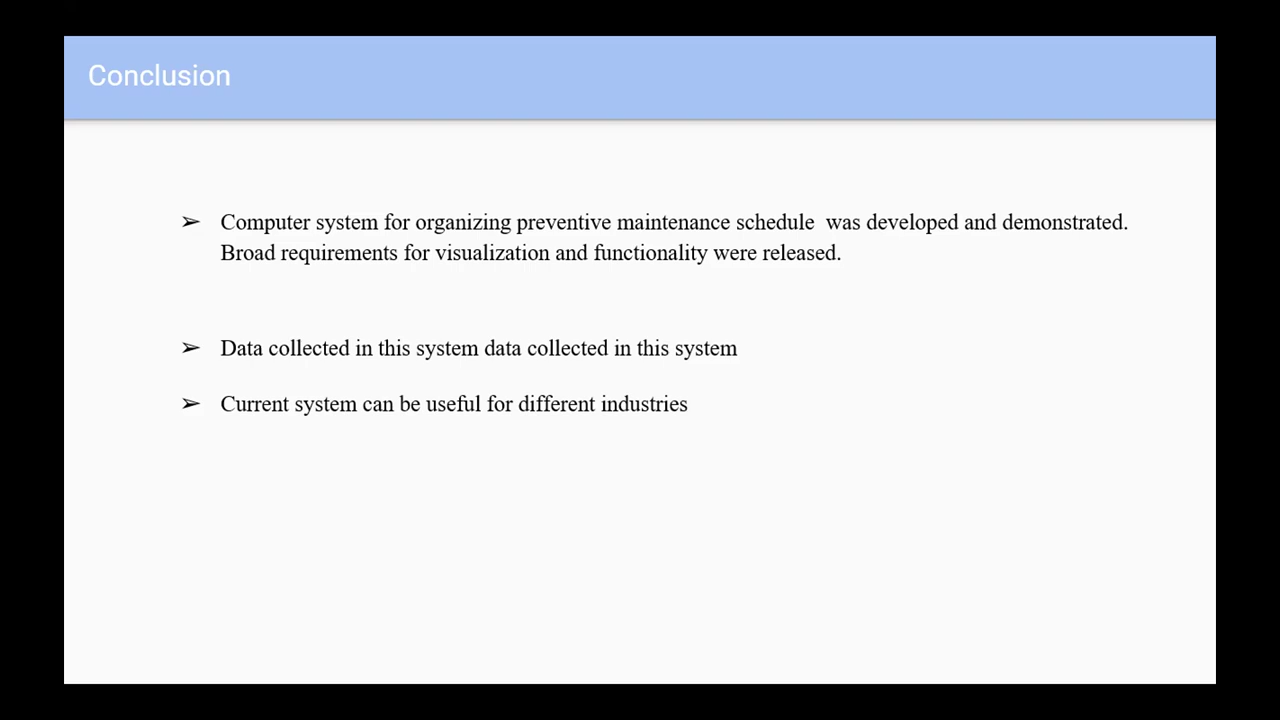 Conclusion
➢ Computer system for organizing preventive maintenance schedule  was developed and demonstrated.
Broad requirements for visualization and functionality were released.
➢ Data collected in this system data collected in this system
➢ Current system can be useful for different industries